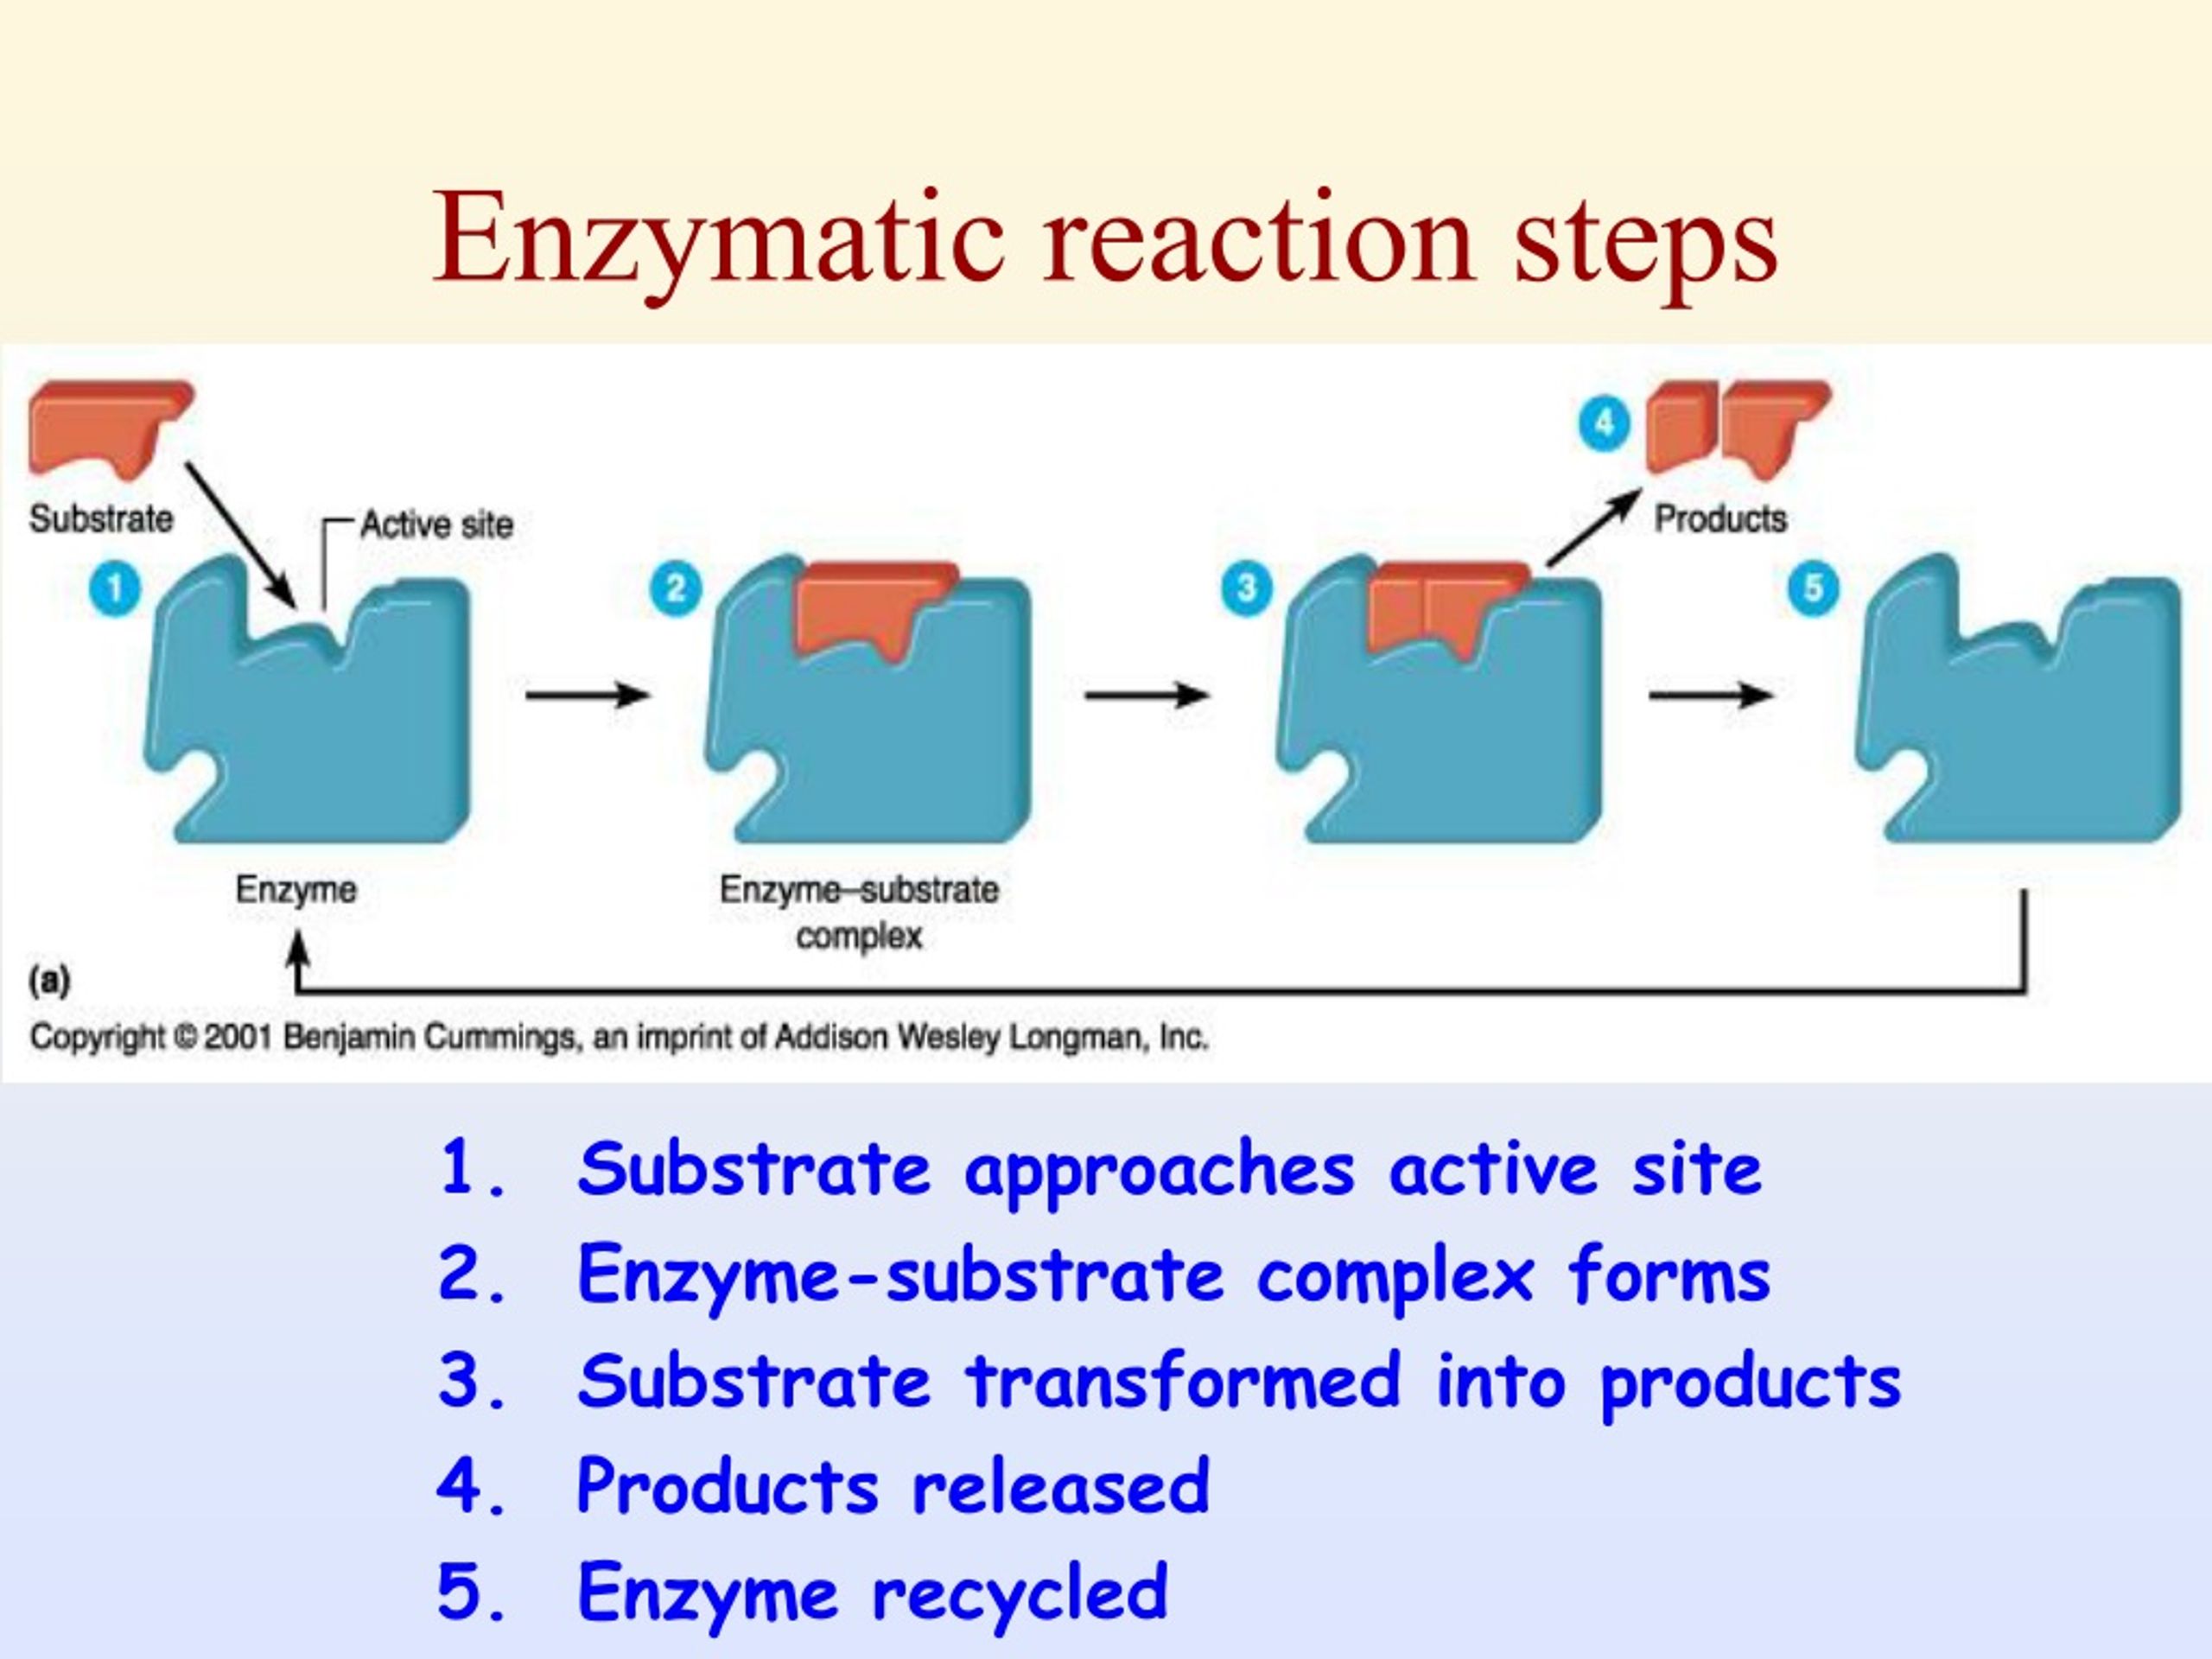 Enzymatic reaction steps
4
Substrate
Active site
Products
1
2
3
5
Enzyme
Enzyme–substrate
complex
(a)
Copyright © 2001 Benjamin Cummings, an imprint of Addison Wesley Longman, Inc.
1. Substrate approaches active site
2. Enzyme-substrate complex forms
3. Substrate transformed into products
4. Products released
5. Enzyme recycled